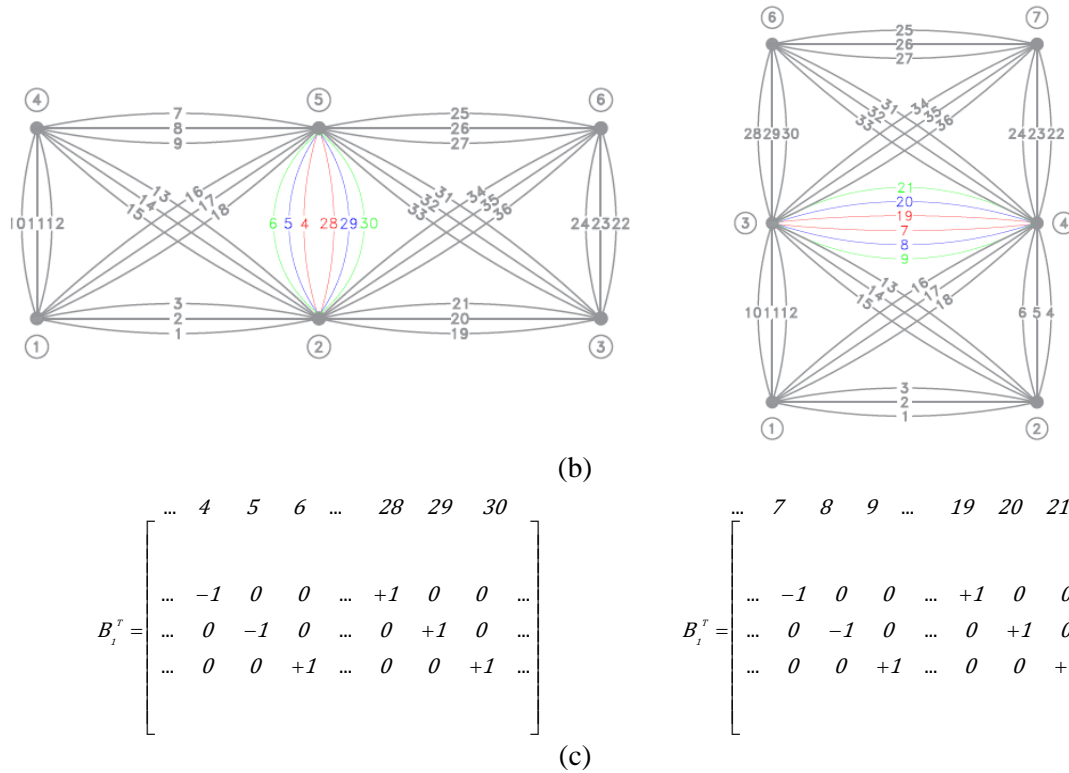 ④ ⑤ ⑥
7 8 9
25 26 27
10 11 12
13 14 15
16 17 18
6 5 4 28 29 30
31 32 33
34 35 36
24 23 22
3 2 1
21 20 19
① ② ③
⑥ ⑦
25 26 27
28 29 30
31 32 33
34 35 36
24 23 22
21
20
③ 19 ④
7
8
9
10 11 12
13 14 15
16 17 18
6 5 4
3
2
1
① ②
(b)
... 4 5 6 ... 28 29 30
... −1 0 0 ... +1 0 0 ...
B₁ᵀ = ... 0 −1 0 ... 0 +1 0 ...
... 0 0 +1 ... 0 0 +1 ...
... 7 8 9 ... 19 20 21
... −1 0 0 ... +1 0 0
B₁ᵀ = ... 0 −1 0 ... 0 +1 0
... 0 0 +1 ... 0 0 +
(c)